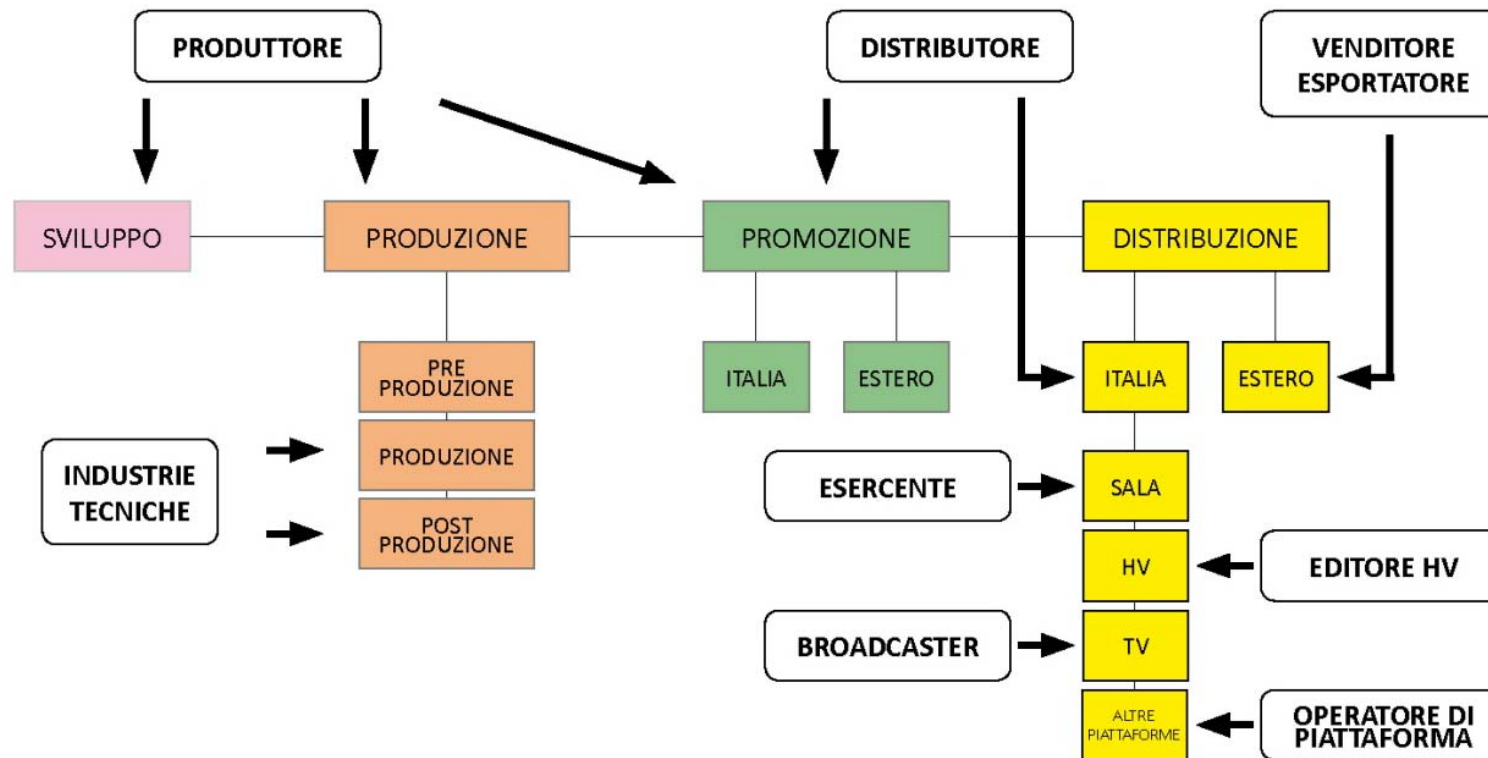 PRODUTTORE
DISTRIBUTORE
VENDITORE
ESPORTATORE
SVILUPPO
PRODUZIONE
PROMOZIONE
DISTRIBUZIONE
PRE
PRODUZIONE
ITALIA
ESTERO
ITALIA
ESTERO
INDUSTRIE
TECNICHE
PRODUZIONE
POST
PRODUZIONE
ESERCENTE
SALA
HV
EDITORE HV
BROADCASTER
TV
ALTRE
PIATTAFORME
OPERATORE DI
PIATTAFORMA